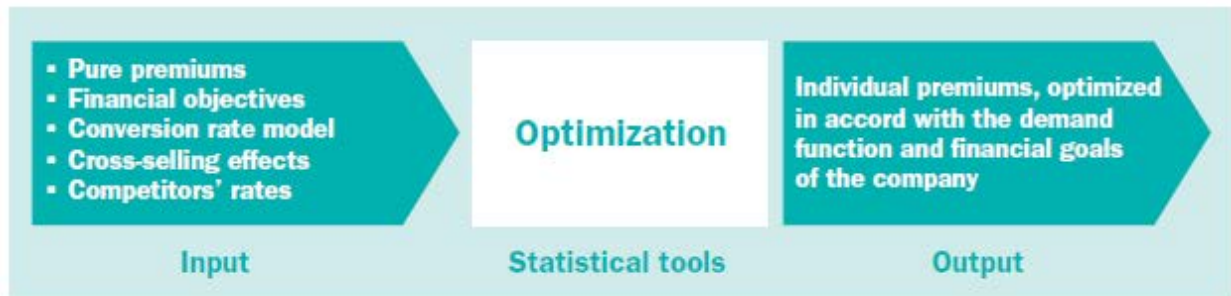 ▪ Pure premiums
▪ Financial objectives
▪ Conversion rate model
▪ Cross-selling effects
▪ Competitors' rates
Input
Optimization
Statistical tools
Individual premiums, optimized
in accord with the demand
function and financial goals
of the company
Output